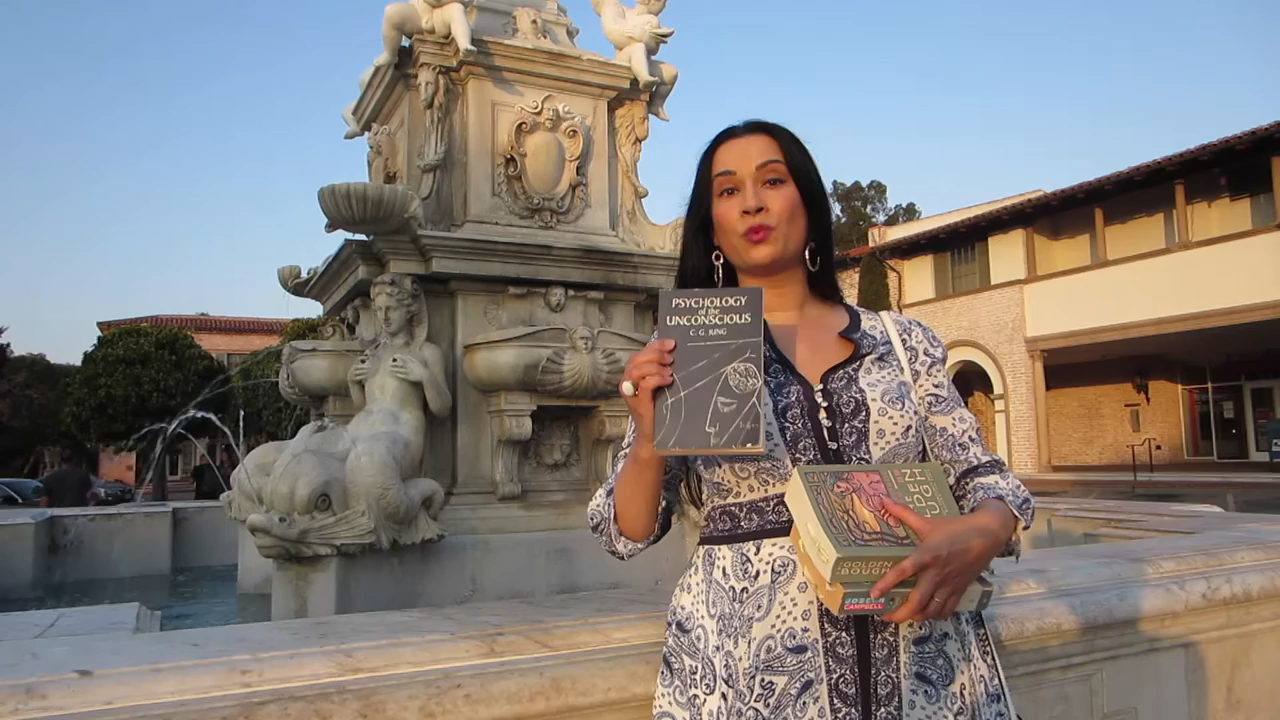 PSYCHOLOGY
of the
UNCONSCIOUS
C. G. JUNG
GOLDEN
BOUGH
JOSEPH
CAMPBELL